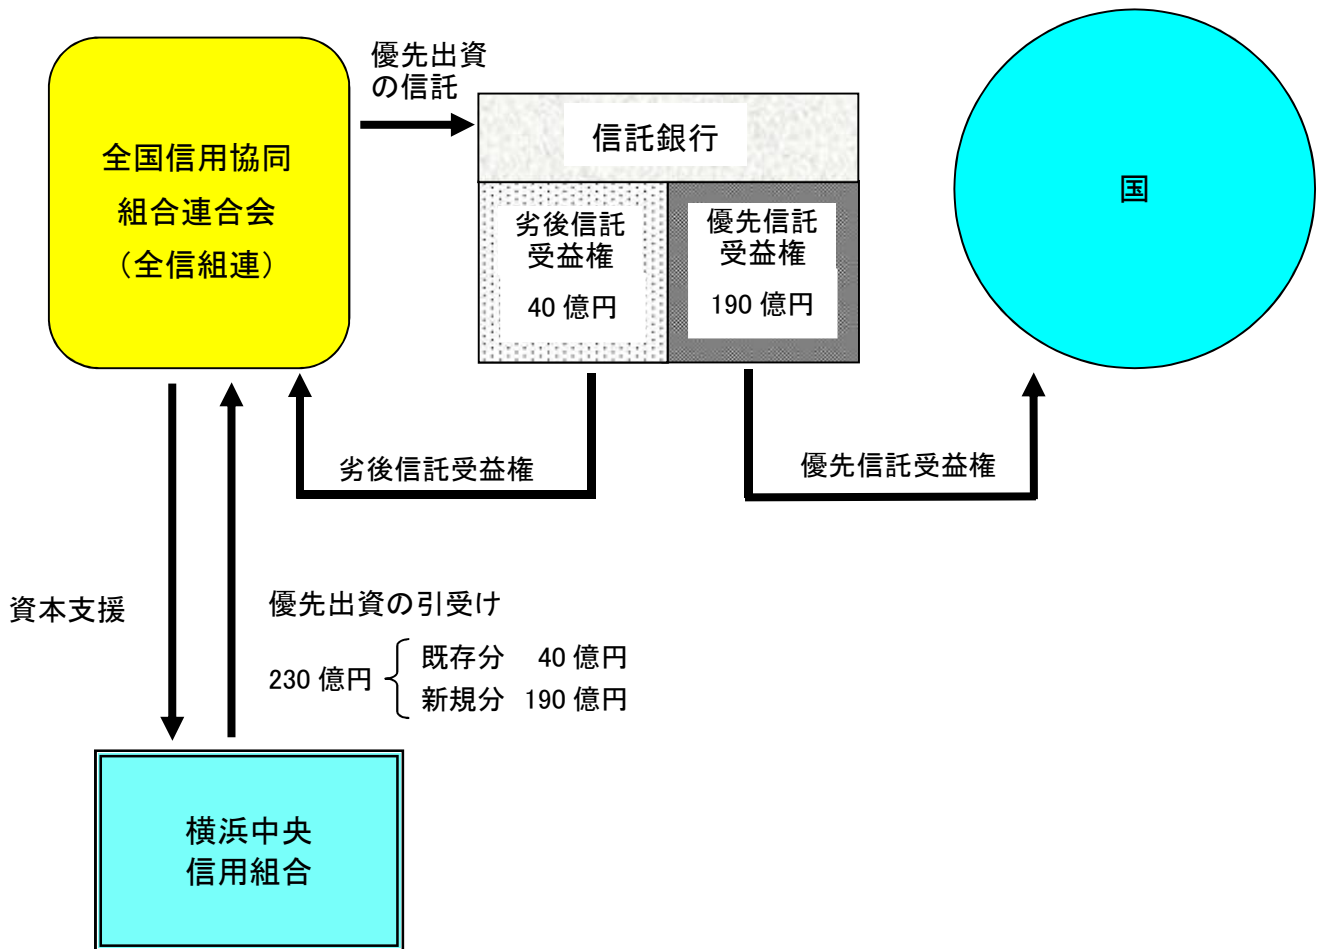 優先出資
の信託
全国信用協同
組合連合会
（全信組連）
信託銀行
劣後信託
受益権
40 億円
優先信託
受益権
190 億円
国
劣後信託受益権
優先信託受益権
資本支援
優先出資の引受け
230 億円
既存分 40 億円
新規分 190 億円
横浜中央
信用組合